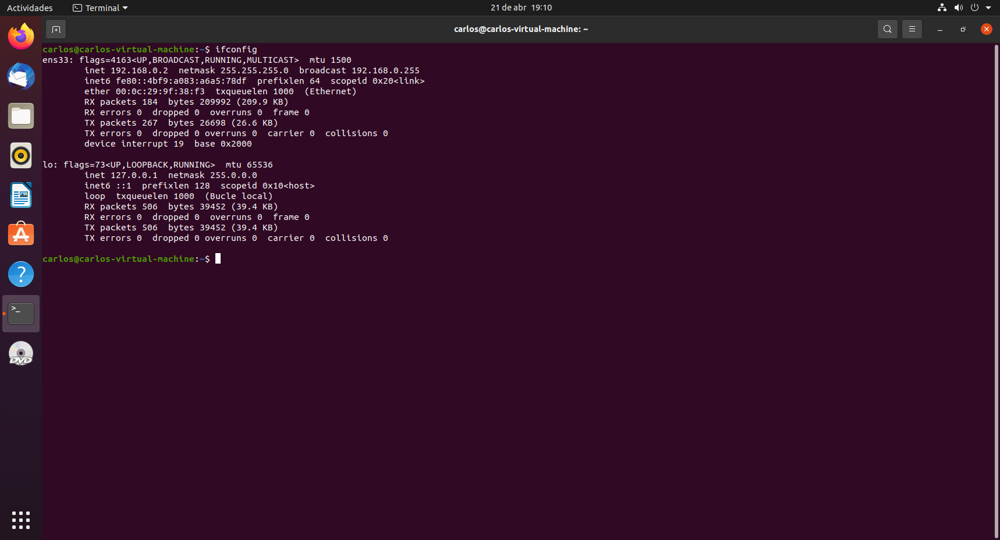 Actividades Terminal 21 de abr 19:10
carlos@carlos-virtual-machine: ~
carlos@carlos-virtual-machine:~$ ifconfig
ens33: flags=4163<UP,BROADCAST,RUNNING,MULTICAST>  mtu 1500
        inet 192.168.0.2  netmask 255.255.255.0  broadcast 192.168.0.255
        inet6 fe80::4bf9:a083:a6a5:78df  prefixlen 64  scopeid 0x20<link>
        ether 00:0c:29:9f:38:f3  txqueuelen 1000  (Ethernet)
        RX packets 184  bytes 209992 (209.9 KB)
        RX errors 0  dropped 0  overruns 0  frame 0
        TX packets 267  bytes 26698 (26.6 KB)
        TX errors 0  dropped 0 overruns 0  carrier 0  collisions 0
        device interrupt 19  base 0x2000
lo: flags=73<UP,LOOPBACK,RUNNING>  mtu 65536
        inet 127.0.0.1  netmask 255.0.0.0
        inet6 ::1  prefixlen 128  scopeid 0x10<host>
        loop  txqueuelen 1000  (Bucle local)
        RX packets 506  bytes 39452 (39.4 KB)
        RX errors 0  dropped 0  overruns 0  frame 0
        TX packets 506  bytes 39452 (39.4 KB)
        TX errors 0  dropped 0 overruns 0  carrier 0  collisions 0
carlos@carlos-virtual-machine:~$
>_
DVD